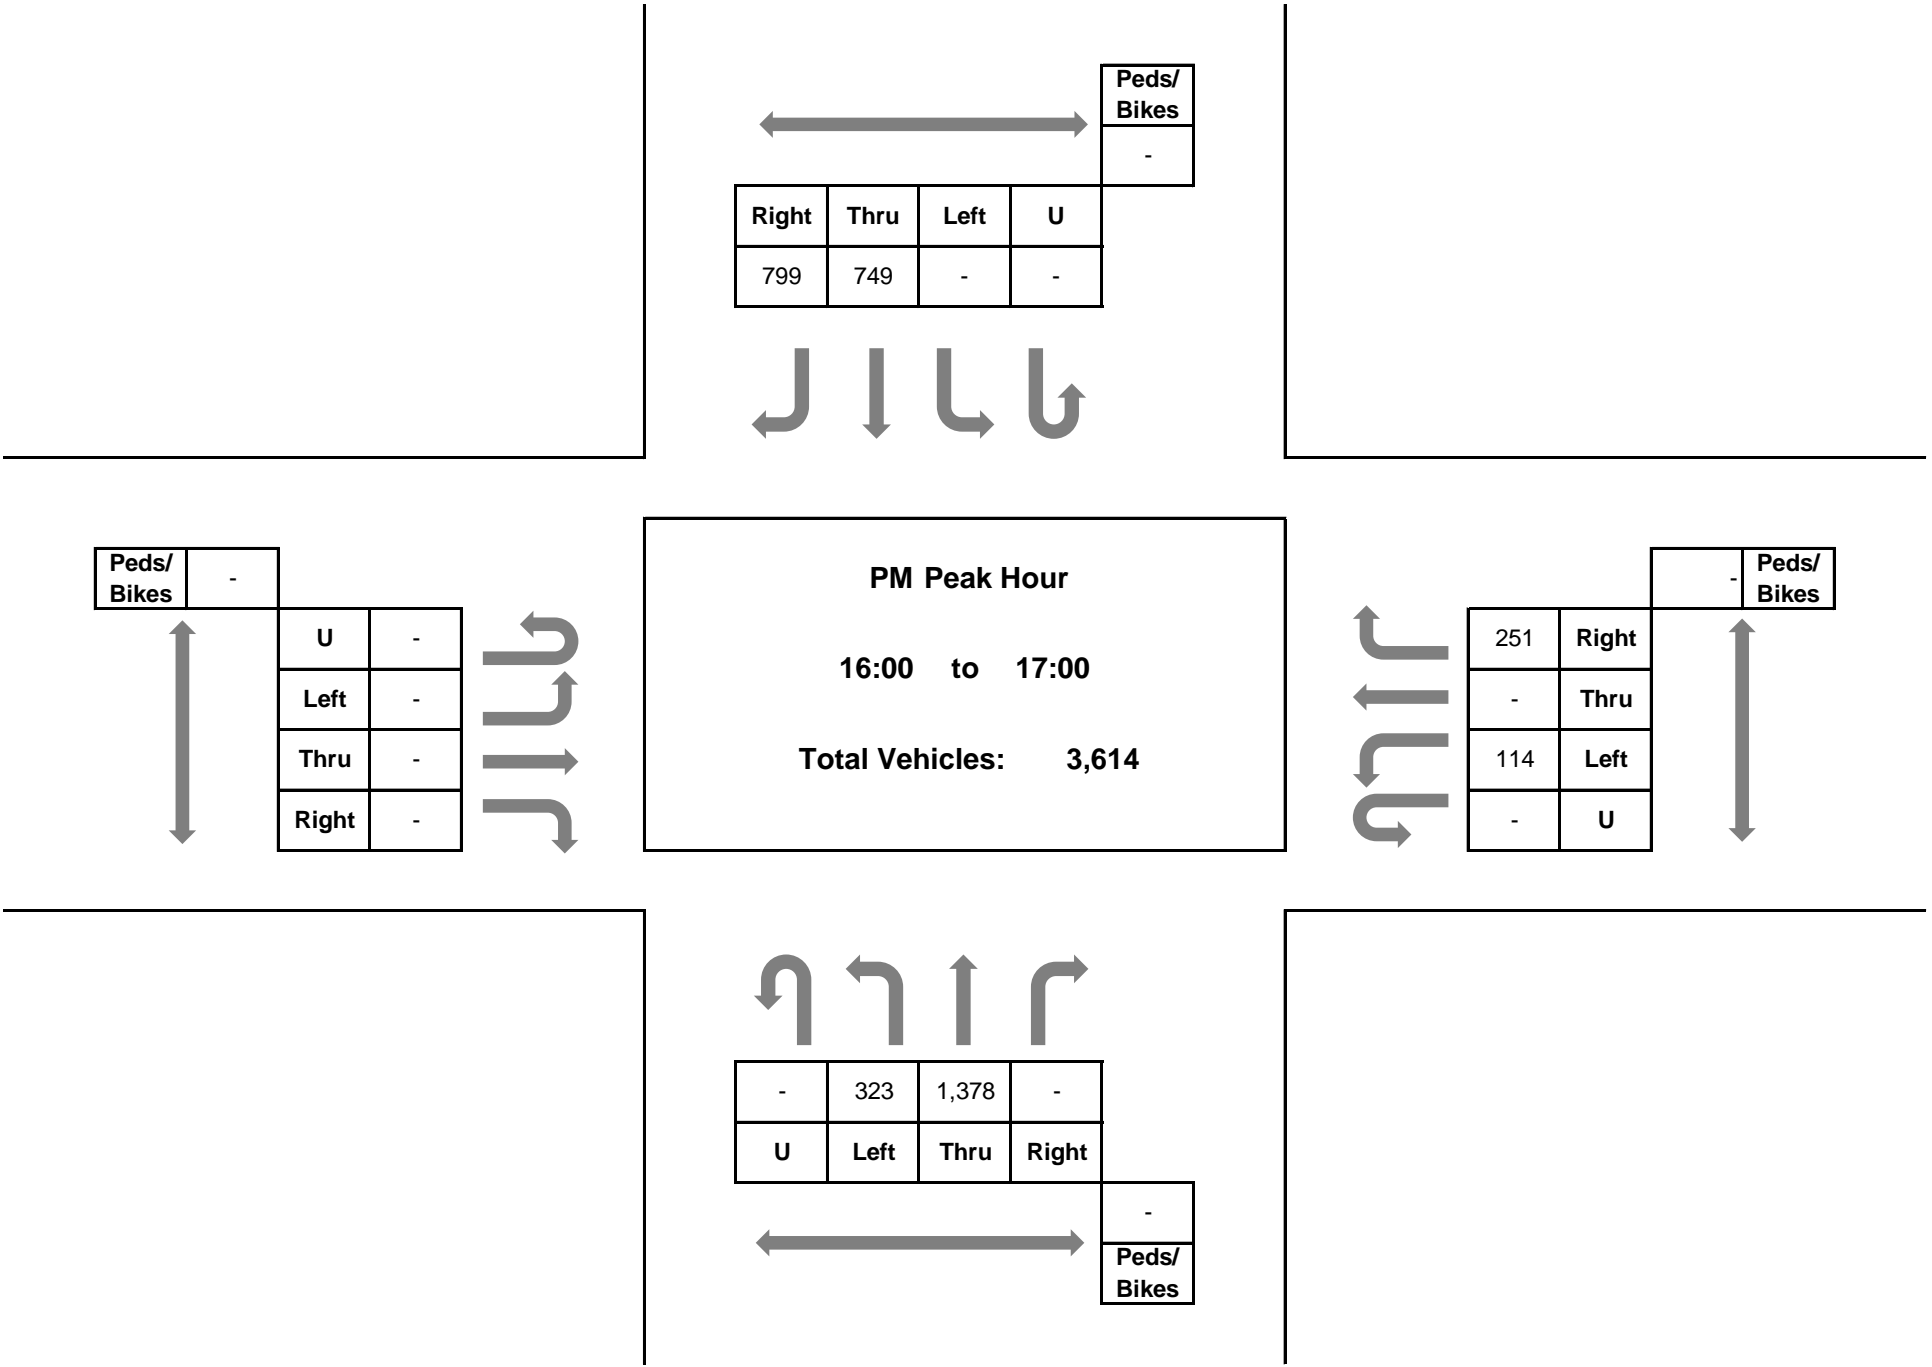 Peds/
Bikes
-
Right Thru Left U
799 749 - -
Peds/
Bikes
-
U -
Left -
Thru -
Right -
PM Peak Hour
16:00 to 17:00
Total Vehicles: 3,614
-
Peds/
Bikes
251 Right
- Thru
114 Left
- U
- 323 1,378 -
U Left Thru Right
-
Peds/
Bikes